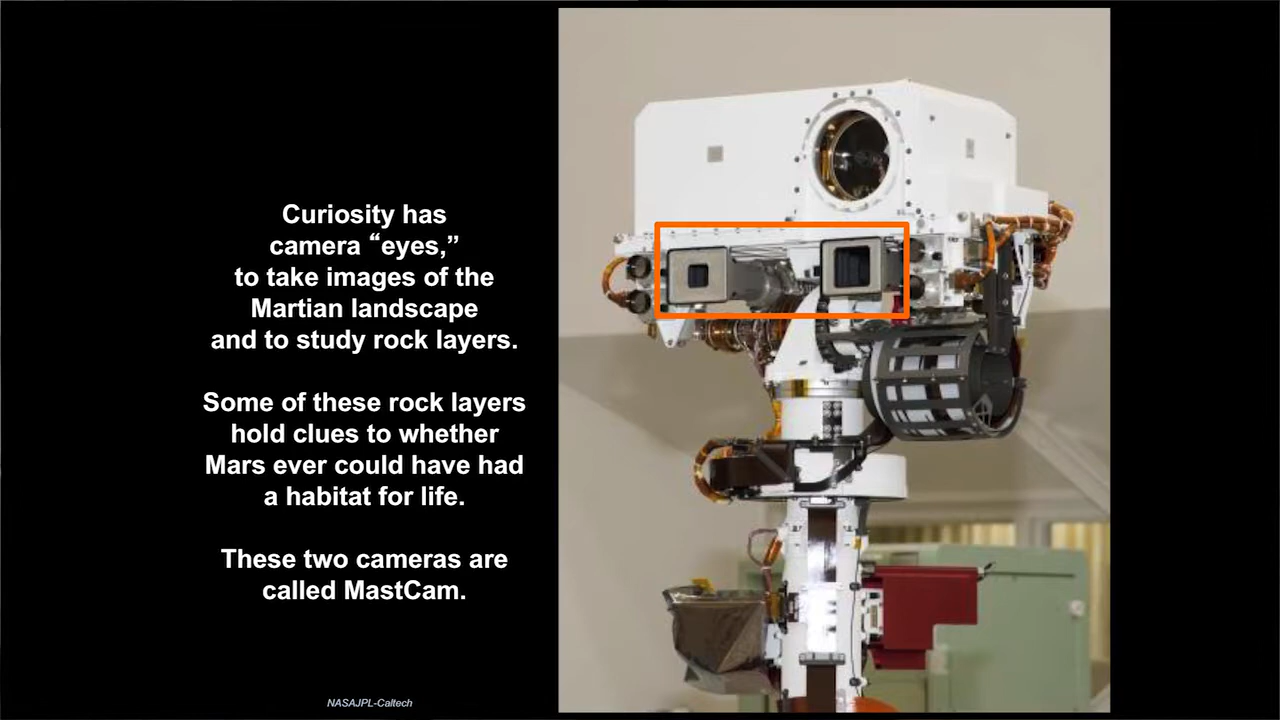 Curiosity has
camera “eyes,”
to take images of the
Martian landscape
and to study rock layers.
Some of these rock layers
hold clues to whether
Mars ever could have had
a habitat for life.
These two cameras are
called MastCam.
NASAJPL-Caltech